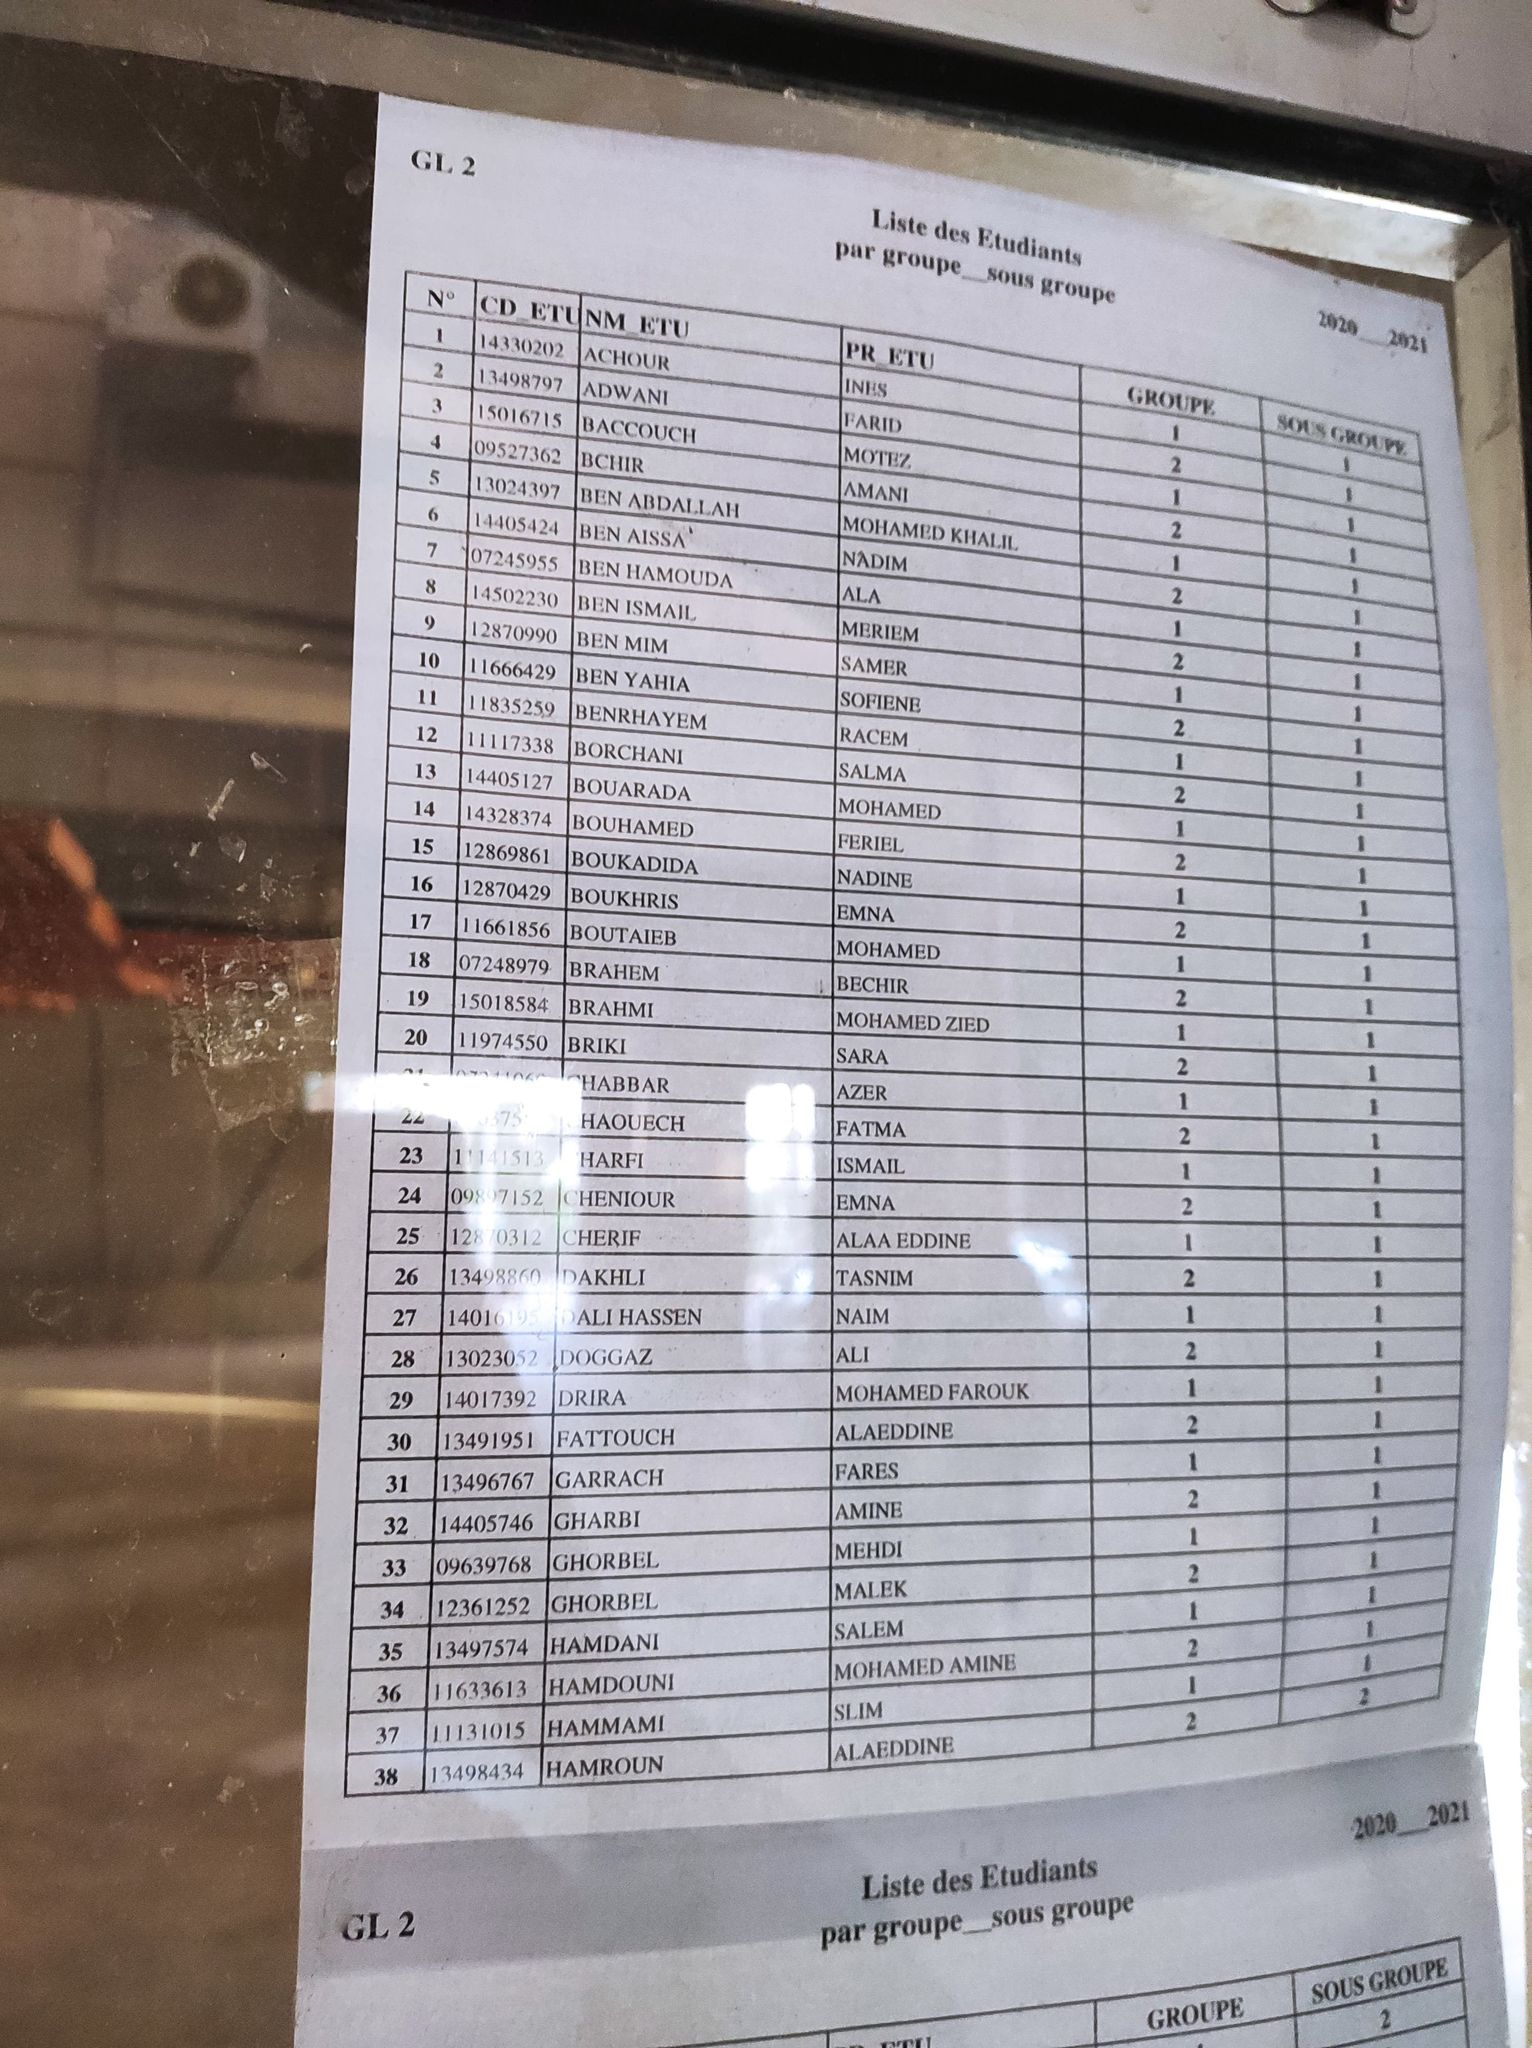 GL 2
Liste des Etudiants
par groupe__sous groupe
2020___2021
N° CD_ETU NM_ETU PR_ETU GROUPE SOUS GROUPE
1 14330202 ACHOUR INES 1 1
2 13498797 ADWANI FARID 2 1
3 15016715 BACCOUCH MOTEZ 1 1
4 09527362 BCHIR AMANI 2 1
5 13024397 BEN ABDALLAH MOHAMED KHALIL 1 1
6 14405424 BEN AISSA NADIM 2 1
7 07245955 BEN HAMOUDA ALA 1 1
8 14502230 BEN ISMAIL MERIEM 2 1
9 12870990 BEN MIM SAMER 1 1
10 11666429 BEN YAHIA SOFIENE 2 1
11 11835259 BENRHAYEM RACEM 1 1
12 11117338 BORCHANI SALMA 2 1
13 14405127 BOUARADA MOHAMED 1 1
14 14328374 BOUHAMED FERIEL 2 1
15 12869861 BOUKADIDA NADINE 1 1
16 12870429 BOUKHRIS EMNA 2 1
17 11661856 BOUTAIEB MOHAMED 1 1
18 07248979 BRAHEM BECHIR 2 1
19 15018584 BRAHMI MOHAMED ZIED 1 1
20 11974550 BRIKI SARA 2 1
21 CHABBAR AZER 1 1
22 CHAOUECH FATMA 2 1
23 11141513 CHARFI ISMAIL 1 1
24 09897152 CHENIOUR EMNA 2 1
25 12870312 CHERIF ALAA EDDINE 1 1
26 13498860 DAKHLI TASNIM 2 1
27 14016195 DALI HASSEN NAIM 1 1
28 13023052 DOGGAZ ALI 2 1
29 14017392 DRIRA MOHAMED FAROUK 1 1
30 13491951 FATTOUCH ALAEDDINE 2 1
31 13496767 GARRACH FARES 1 1
32 14405746 GHARBI AMINE 2 1
33 09639768 GHORBEL MEHDI 1 1
34 12361252 GHORBEL MALEK 2 1
35 13497574 HAMDANI SALEM 1 1
36 11633613 HAMDOUNI MOHAMED AMINE 2 1
37 11131015 HAMMAMI SLIM 1 1
38 13498434 HAMROUN ALAEDDINE 2 2
GL 2
Liste des Etudiants
par groupe__sous groupe
2020___2021
PR_ETU GROUPE SOUS GROUPE
2